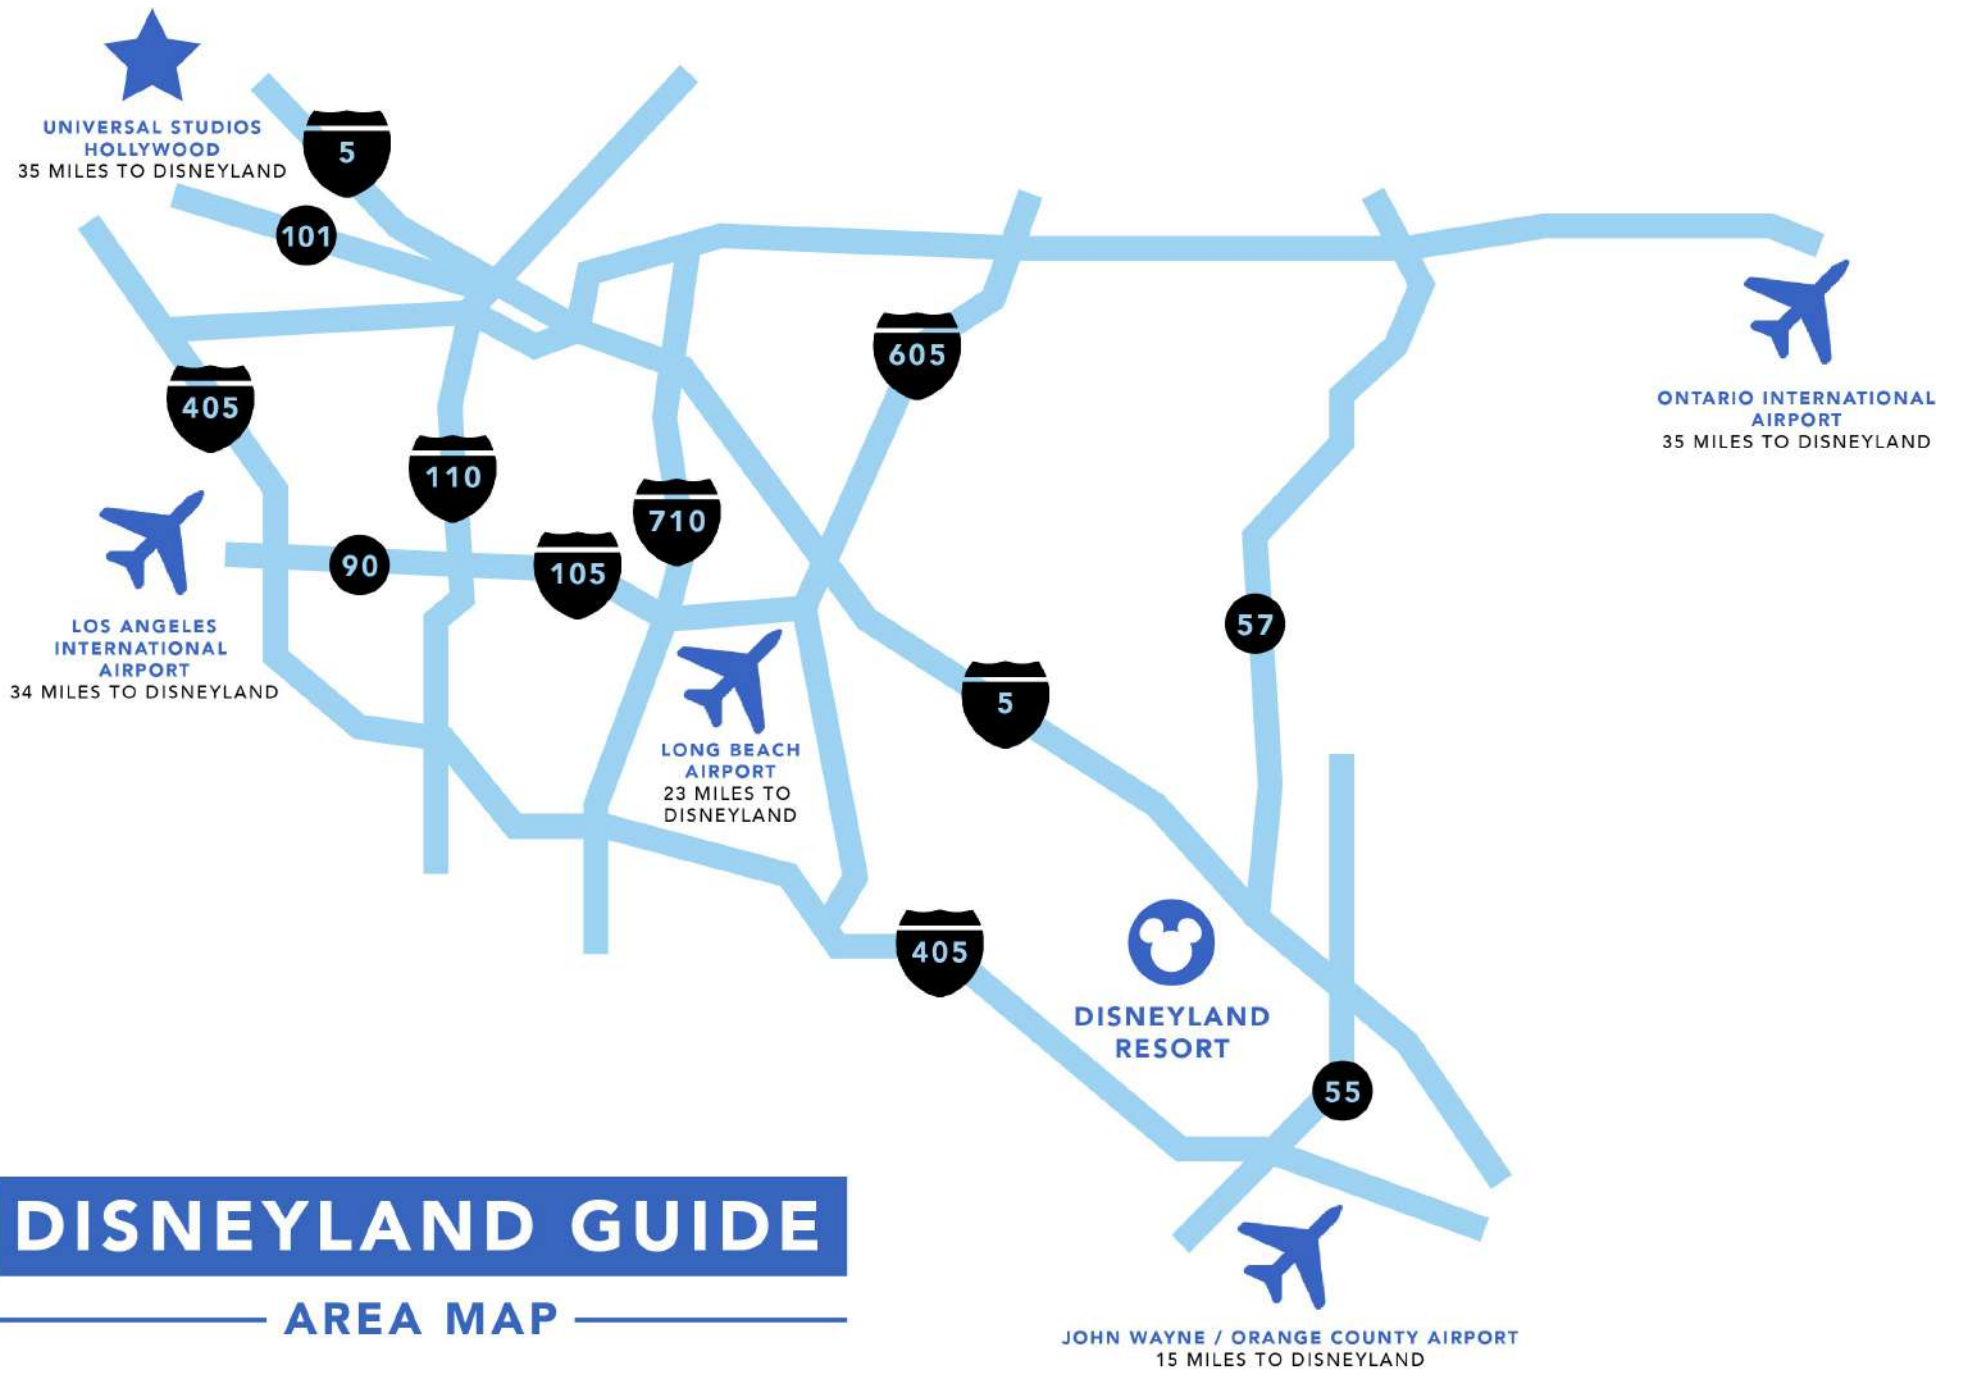 UNIVERSAL STUDIOS
HOLLYWOOD
35 MILES TO DISNEYLAND
5
101
605
405
ONTARIO INTERNATIONAL
AIRPORT
35 MILES TO DISNEYLAND
110
710
90
105
LOS ANGELES
INTERNATIONAL
AIRPORT
34 MILES TO DISNEYLAND
57
5
LONG BEACH
AIRPORT
23 MILES TO
DISNEYLAND
405
DISNEYLAND
RESORT
55
DISNEYLAND GUIDE
AREA MAP
JOHN WAYNE / ORANGE COUNTY AIRPORT
15 MILES TO DISNEYLAND